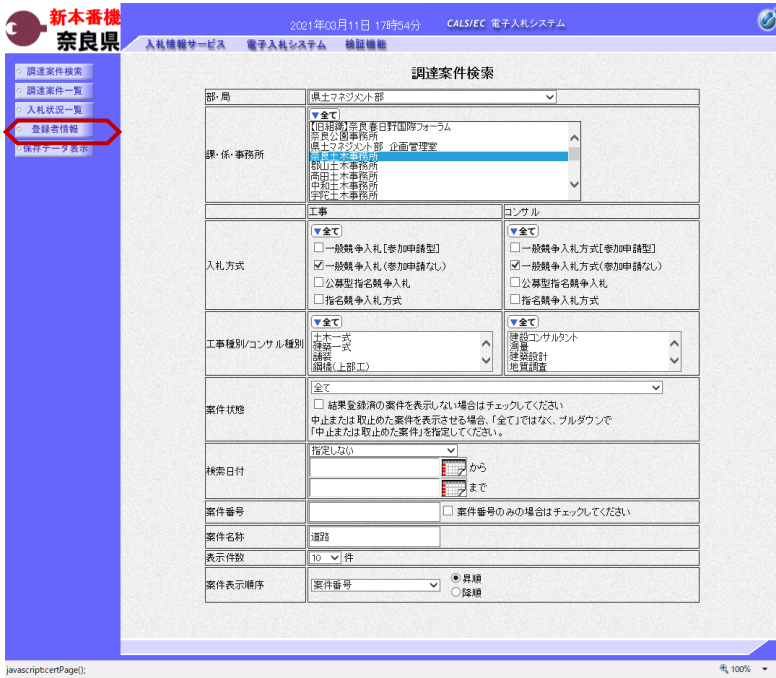 新本番機
奈良県
2021年03月11日 17時54分 CALS/EC 電子入札システム
入札情報サービス 電子入札システム 検証機能
調達案件検索
調達案件一覧
入札状況一覧
登録者情報
保存データ表示
調達案件検索
部・局 県土マネジメント部
▼全て
【旧組織】奈良春日野国際フォーラム
奈良公園事務所
県土マネジメント部 企画管理室
課・係・事務所 奈良土木事務所
郡山土木事務所
高田土木事務所
中和土木事務所
宇陀土木事務所
工事 コンサル
▼全て ▼全て
一般競争入札[参加申請型] 一般競争入札方式[参加申請型]
入札方式 一般競争入札(参加申請なし) 一般競争入札方式(参加申請なし)
公募型指名競争入札 公募型指名競争入札
指名競争入札方式 指名競争入札方式
▼全て ▼全て
土木一式 建設コンサルタント
工事種別/コンサル種別 建築一式 測量
舗装 建築設計
鋼橋(上部工) 地質調査
全て
案件状態 結果登録済の案件を表示しない場合はチェックしてください
中止または取止めた案件を表示させる場合、「全て」ではなく、プルダウンで
「中止または取止めた案件」を指定してください。
指定しない
検索日付 から
まで
案件番号 案件番号のみの場合はチェックしてください
案件名称 道路
表示件数 10 件
案件表示順序 案件番号 昇順
降順
javascript:certPage();
100%